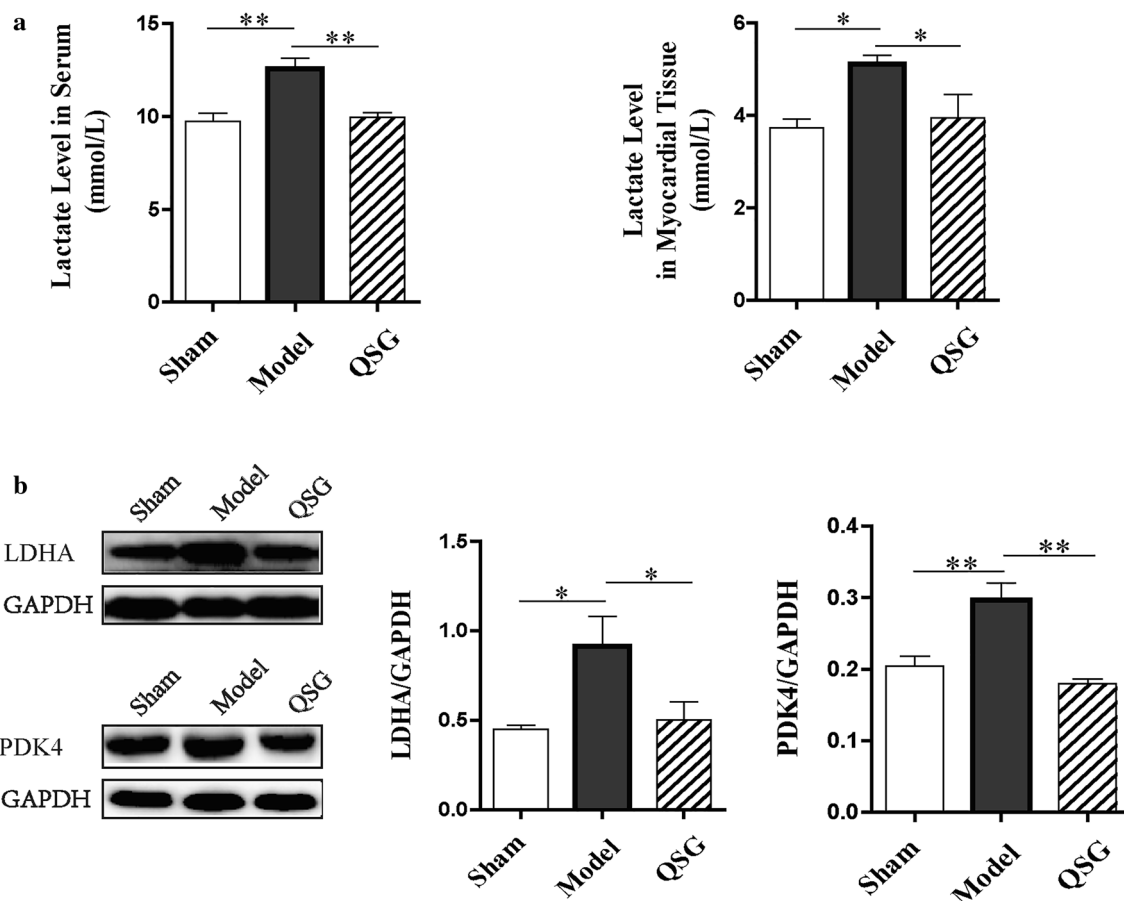 a
Lactate Level in Serum
(mmol/L)
15
10
5
0
**
**
Sham
Model
QSG
Lactate Level
in Myocardial Tissue
(mmol/L)
6
4
2
0
*
*
Sham
Model
QSG
b
Sham
Model
QSG
LDHA
GAPDH
Sham
Model
QSG
PDK4
GAPDH
LDHA/GAPDH
1.5
1.0
0.5
0.0
*
*
Sham
Model
QSG
PDK4/GAPDH
0.4
0.3
0.2
0.1
0.0
**
**
Sham
Model
QSG